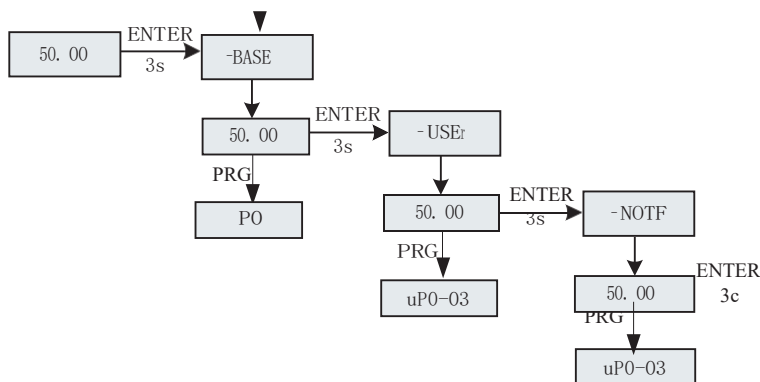 ENTER
50. 00
3s
-BASE
50. 00
ENTER
3s
-USEr
PRG
P0
50. 00
ENTER
3s
-NOTF
PRG
uP0-03
50. 00
ENTER
3c
PRG
uP0-03